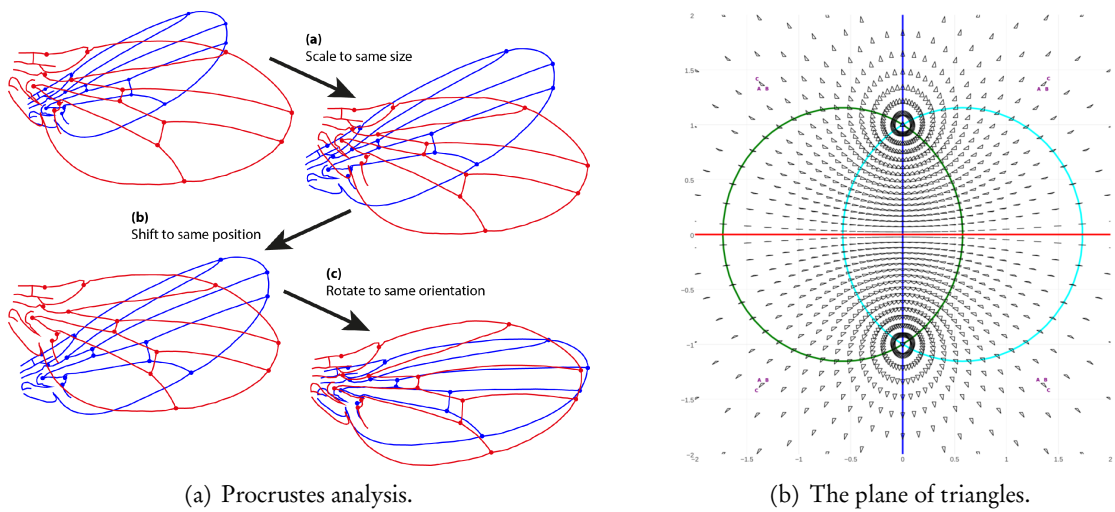 (a)
Scale to same size
(b)
Shift to same position
(c)
Rotate to same orientation
(a) Procrustes analysis.
2
1.5
1
0.5
0
−0.5
−1
−1.5
−2
−2
−1.5
−1
−0.5
0
0.5
1
1.5
2
C
A B
C
A B
A B
C
A B
C
(b) The plane of triangles.